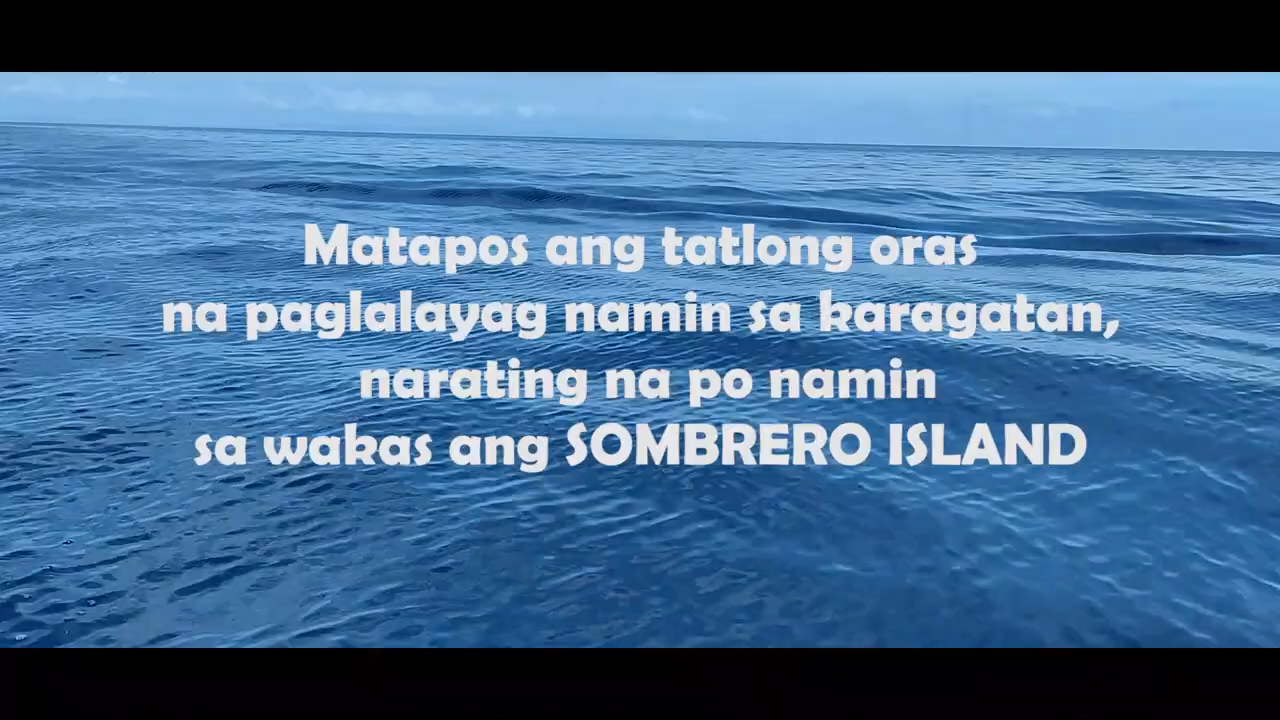 Matapos ang tatlong oras
na paglalayag namin sa karagatan,
narating na po namin
sa wakas ang SOMBRERO ISLAND